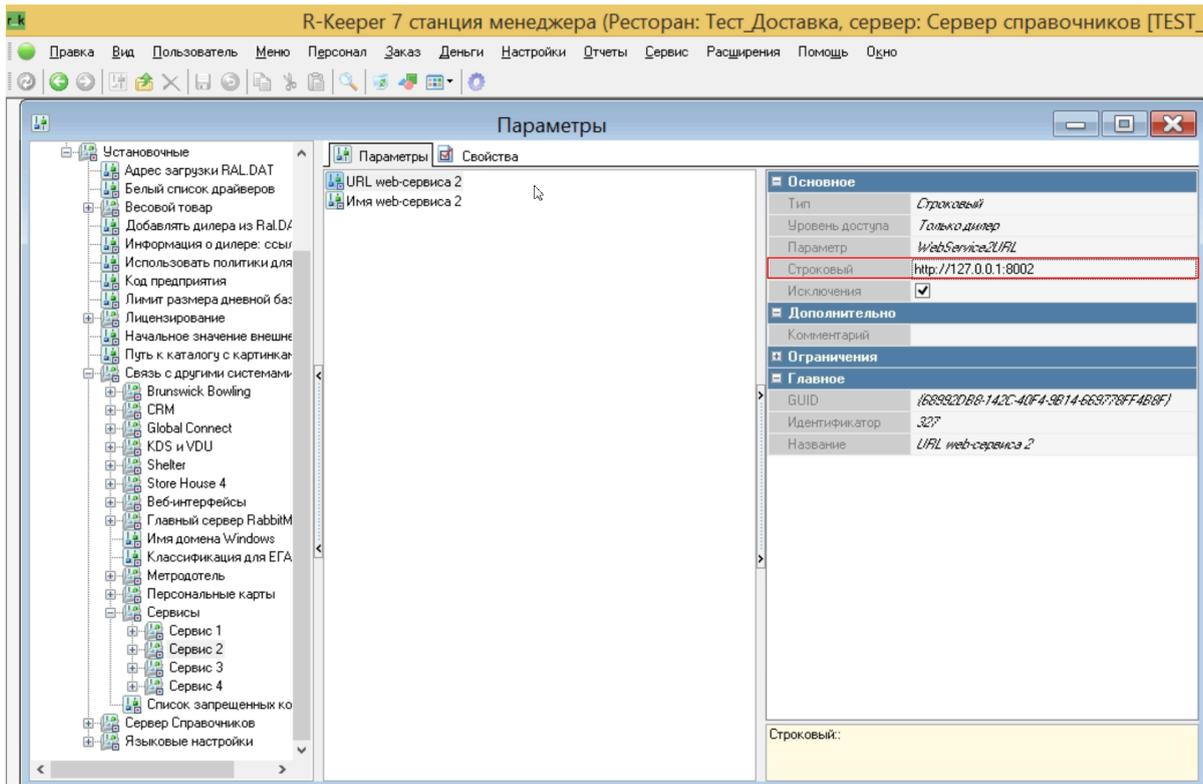 r_k R-Keeper 7 станция менеджера (Ресторан: Тест_Доставка, сервер: Сервер справочников [TEST_
Правка Вид Пользователь Меню Персонал Заказ Деньги Настройки Отчеты Сервис Расширения Помощь Окно
Параметры
Установочные
Адрес загрузки RAL.DAT
Белый список драйверов
Весовой товар
Добавлять дилера из Ral.DA
Информация о дилере: ссыл
Использовать политики для
Код предприятия
Лимит размера дневной баз
Лицензирование
Начальное значение внешне
Путь к каталогу с картинкам
Связь с другими системами
Brunswick Bowling
CRM
Global Connect
KDS и VDU
Shelter
Store House 4
Веб-интерфейсы
Главный сервер RabbitM
Имя домена Windows
Классификация для ЕГА
Метродотель
Персональные карты
Сервисы
Сервис 1
Сервис 2
Сервис 3
Сервис 4
Список запрещенных ко
Сервер Справочников
Языковые настройки
Параметры Свойства
URL web-сервиса 2
Имя web-сервиса 2
Основное
Тип Строковый
Уровень доступа Только дилер
Параметр WebService2URL
Строковый http://127.0.0.1:8002
Исключения
Дополнительно
Комментарий
Ограничения
Главное
GUID {68992DB8-142C-40F4-9B14-669778FF4B8F}
Идентификатор 327
Название URL web-сервиса 2
Строковый::